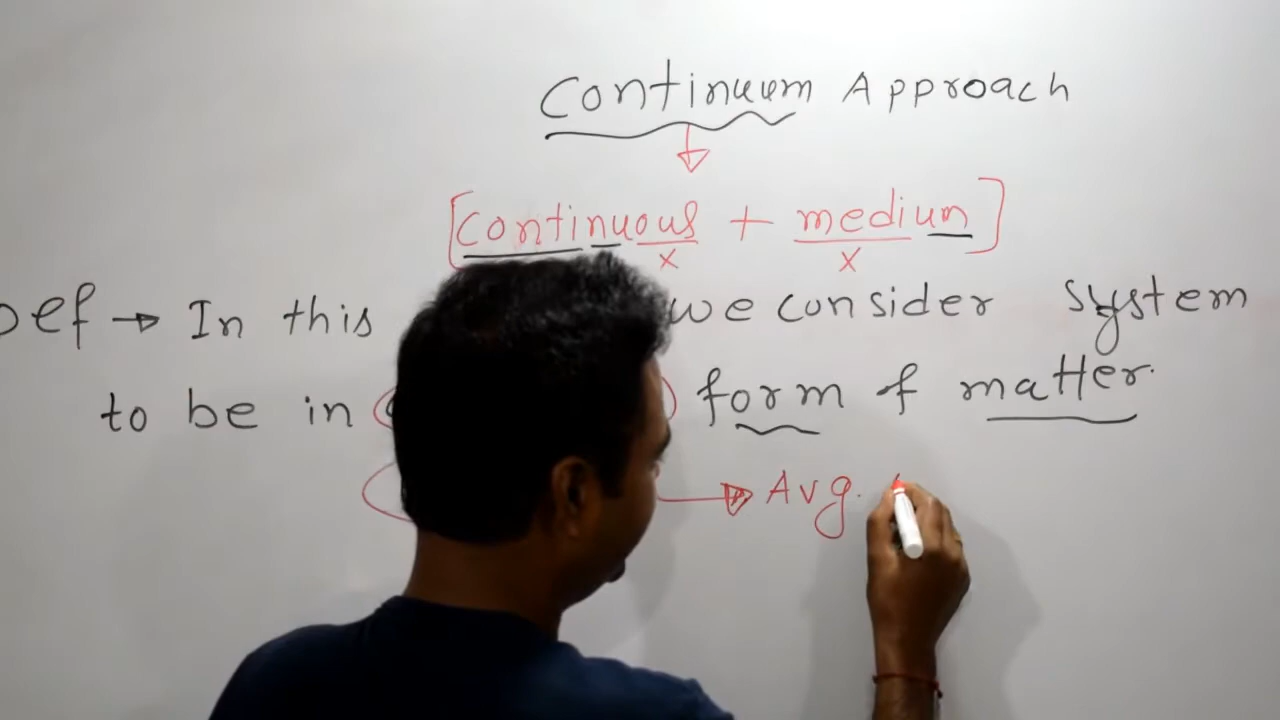 Continuum Approach
[continuous + medium]
x x
Def → In this we consider system
to be in form of matter.
→ Avg.